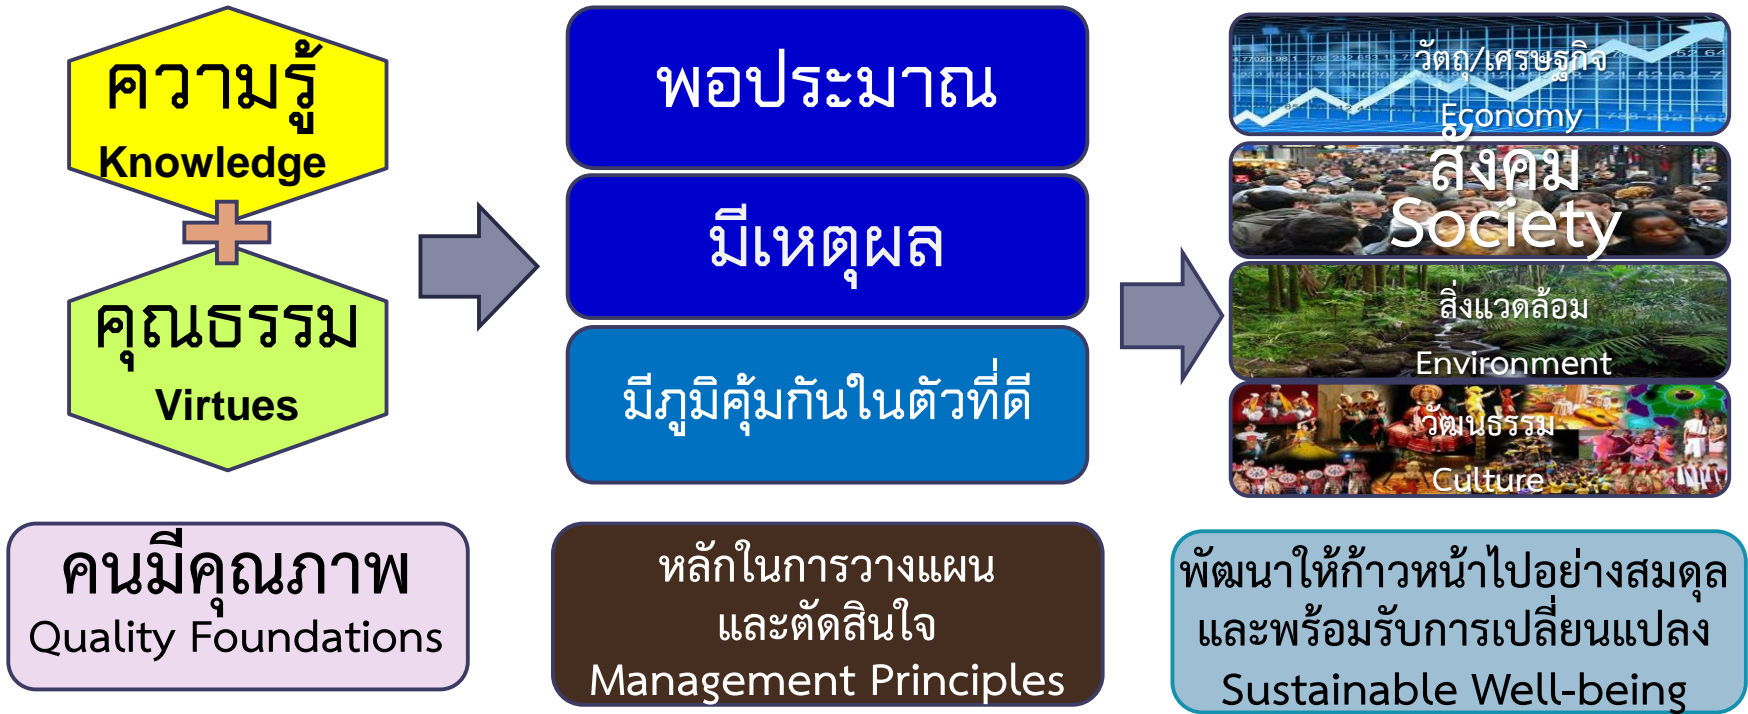 ความรู้
Knowledge
คุณธรรม
Virtues
คนมีคุณภาพ
Quality Foundations
พอประมาณ
มีเหตุผล
มีภูมิคุ้มกันในตัวที่ดี
หลักในการวางแผน
และตัดสินใจ
Management Principles
วัตถุ/เศรษฐกิจ
Economy
สังคม
Society
สิ่งแวดล้อม
Environment
วัฒนธรรม
Culture
พัฒนาให้ก้าวหน้าไปอย่างสมดุล
และพร้อมรับการเปลี่ยนแปลง
Sustainable Well-being